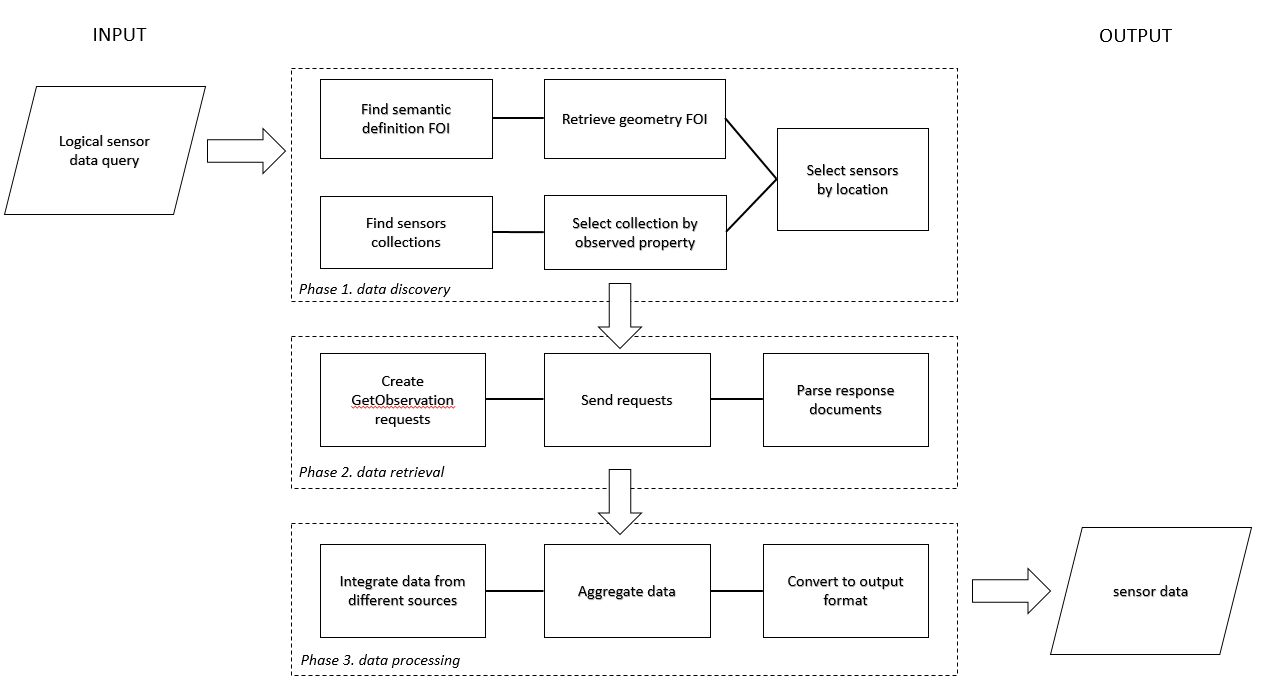 INPUT
OUTPUT
Logical sensor
data query
Find semantic
definition FOI
Retrieve geometry FOI
Select sensors
by location
Find sensors
collections
Select collection by
observed property
Phase 1. data discovery
Create
GetObservation
requests
Send requests
Parse response
documents
Phase 2. data retrieval
Integrate data from
different sources
Aggregate data
Convert to output
format
Phase 3. data processing
sensor data